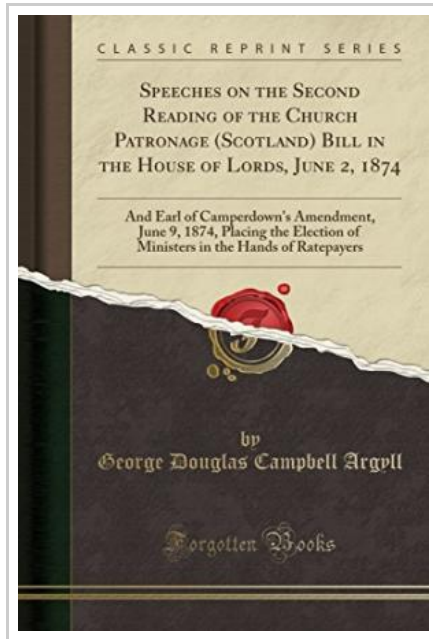 CLASSIC REPRINT SERIES
SPEECHES ON THE SECOND
READING OF THE CHURCH
PATRONAGE (SCOTLAND) BILL IN
THE HOUSE OF LORDS, JUNE 2, 1874
And Earl of Camperdown's Amendment,
June 9, 1874, Placing the Election of
Ministers in the Hands of Ratepayers
by
George Douglas Campbell Argyll
Forgotten Books